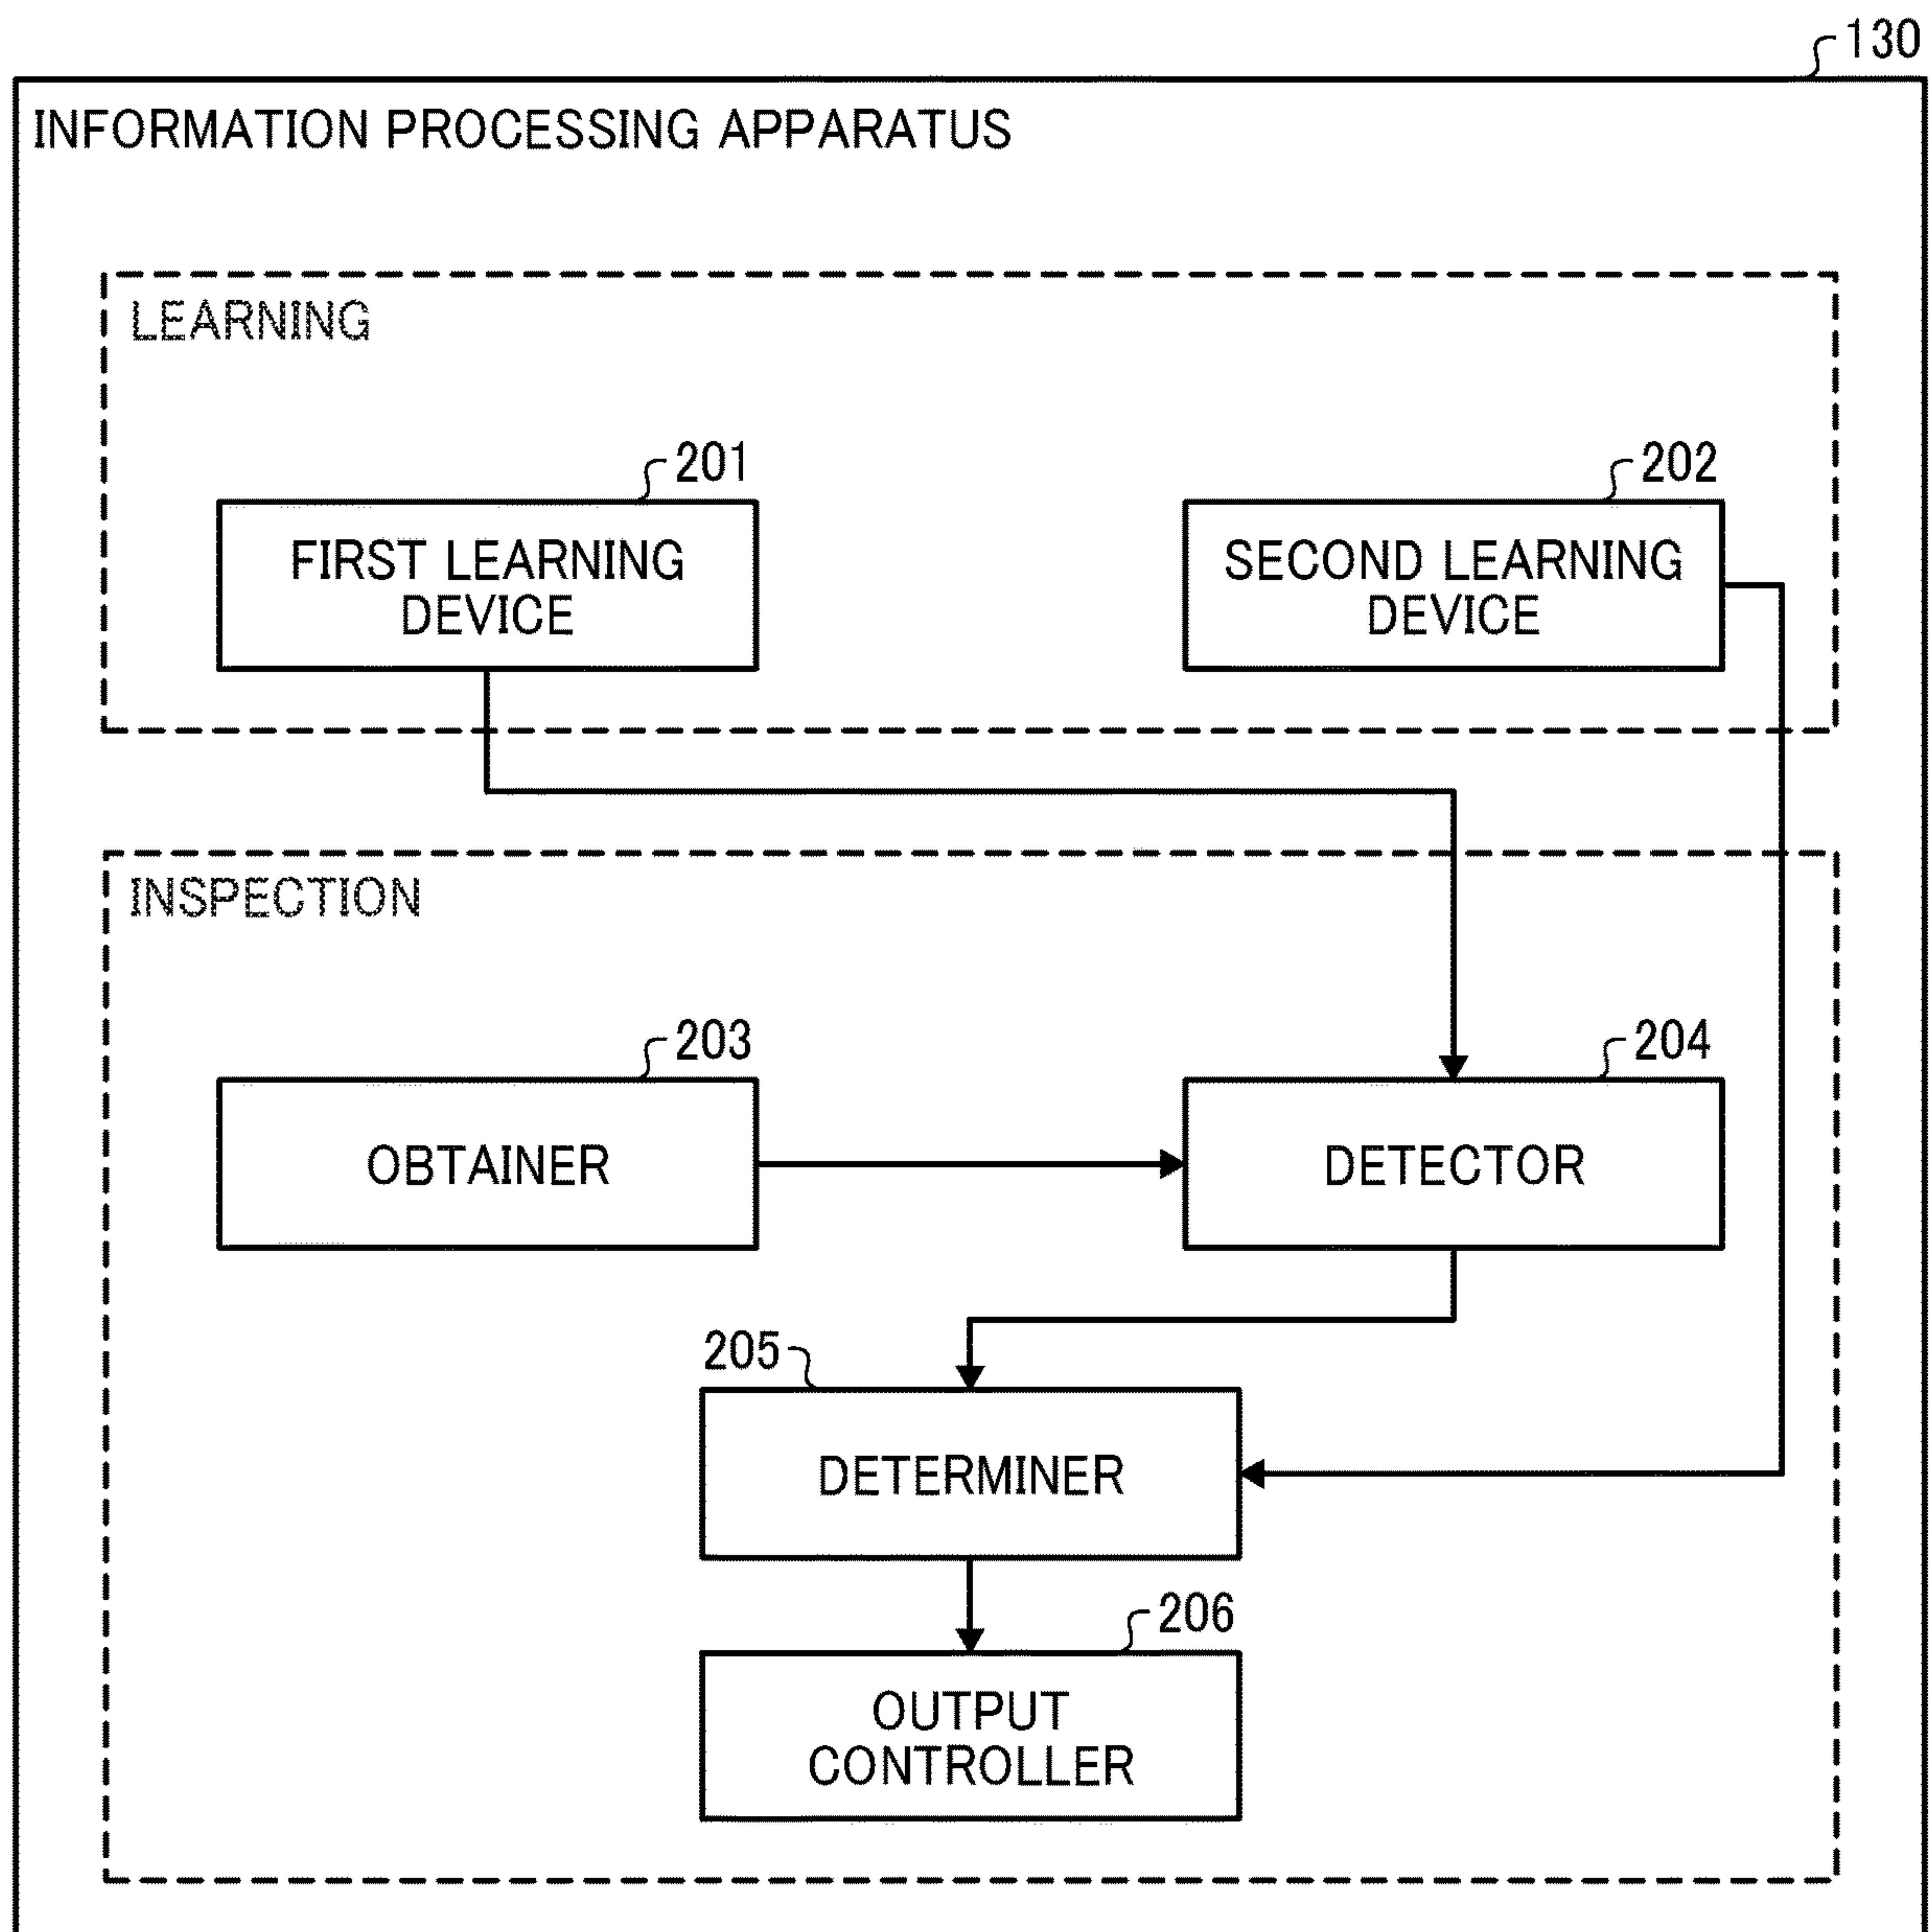 130
INFORMATION PROCESSING APPARATUS
LEARNING
201
FIRST LEARNING
DEVICE
202
SECOND LEARNING
DEVICE
INSPECTION
203
OBTAINER
204
DETECTOR
205
DETERMINER
206
OUTPUT
CONTROLLER